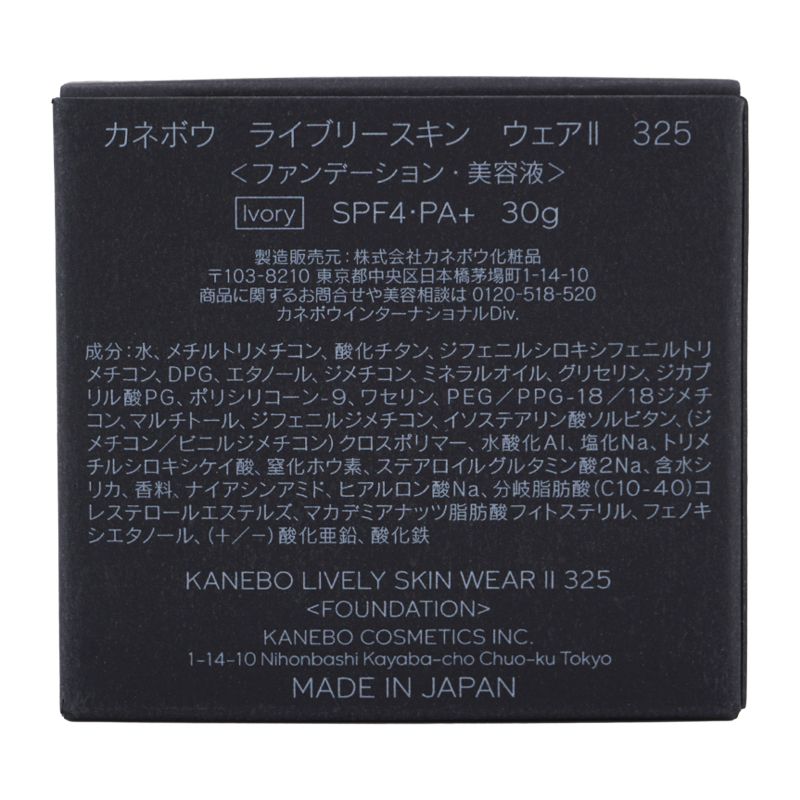 カネボウ ライブリースキン ウェアII 325
<ファンデーション・美容液>
Ivory SPF4・PA+ 30g
製造販売元:株式会社カネボウ化粧品
〒103-8210 東京都中央区日本橋茅場町1-14-10
商品に関するお問合せや美容相談は 0120-518-520
カネボウインターナショナルDiv.
成分:水、メチルトリメチコン、酸化チタン、ジフェニルシロキシフェニルトリ
メチコン、DPG、エタノール、ジメチコン、ミネラルオイル、グリセリン、ジカプ
リル酸PG、ポリシリコーン-9、ワセリン、PEG/PPG-18/18ジメチ
コン、マルチトール、ジフェニルジメチコン、イソステアリン酸ソルビタン、(ジ
メチコン/ビニルジメチコン)クロスポリマー、水酸化Al、塩化Na、トリメ
チルシロキシケイ酸、窒化ホウ素、ステアロイルグルタミン酸2Na、含水シ
リカ、香料、ナイアシンアミド、ヒアルロン酸Na、分岐脂肪酸(C10-40)コ
レステロールエステルズ、マカデミアナッツ脂肪酸フィトステリル、フェノキ
シエタノール、(+/-)酸化亜鉛、酸化鉄
KANEBO LIVELY SKIN WEAR II 325
<FOUNDATION>
KANEBO COSMETICS INC.
1-14-10 Nihonbashi Kayaba-cho Chuo-ku Tokyo
MADE IN JAPAN